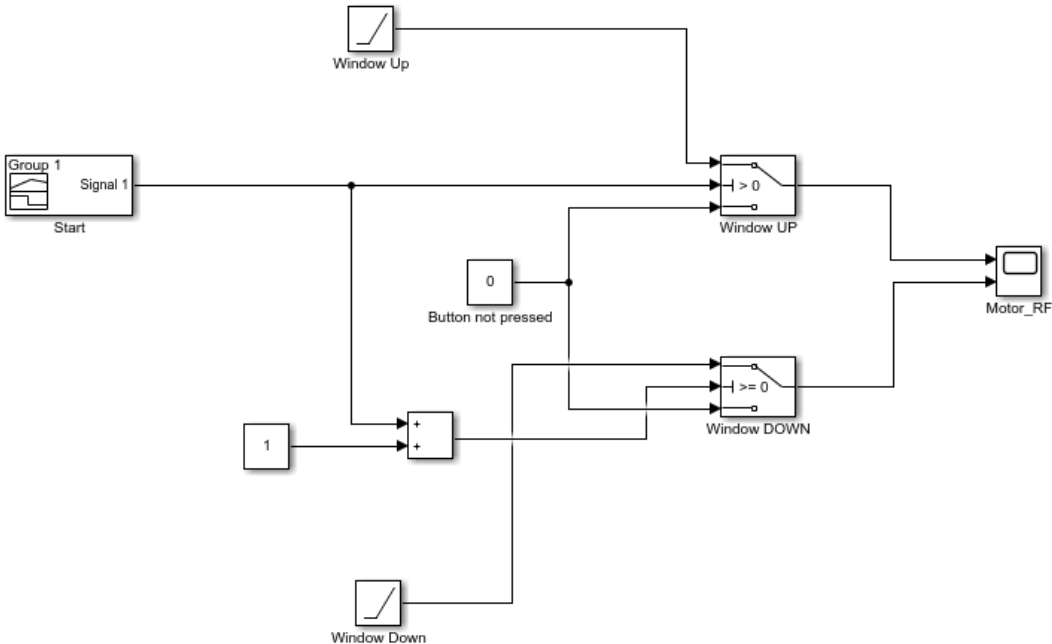 Window Up
Group 1
Signal 1
Start
> 0
Window UP
0
Button not pressed
Motor_RF
>= 0
Window DOWN
+
+
1
Window Down